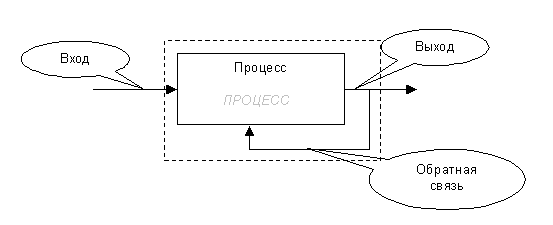 Вход
Выход
Процесс
ПРОЦЕСС
Обратная
связь